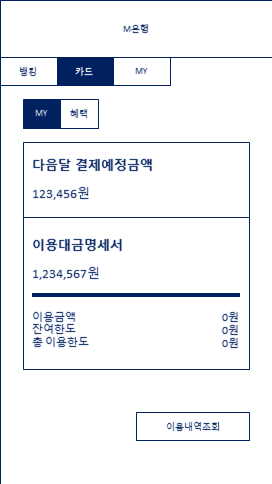 M은행
뱅킹 카드 MY
MY 혜택
다음달 결제예정금액
123,456원
이용대금명세서
1,234,567원
이용금액 0원
잔여한도 0원
총 이용한도 0원
이용내역조회